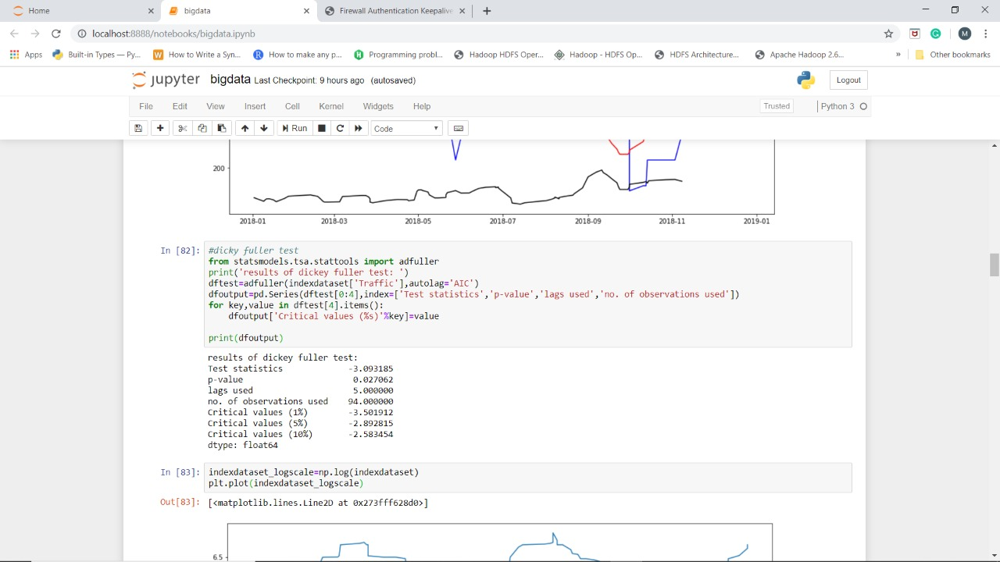 Home
bigdata
Firewall Authentication Keepalive
localhost:8888/notebooks/bigdata.ipynb
M
Apps
Built-in Types — Py...
How to Write a Syn...
How to make any p...
Programming probl...
Hadoop HDFS Oper...
Hadoop - HDFS Op...
HDFS Architecture...
Apache Hadoop 2.6...
»
Other bookmarks
jupyter bigdata Last Checkpoint: 9 hours ago (autosaved)
Logout
File Edit View Insert Cell Kernel Widgets Help
Trusted
Python 3
Run
Code
200
2018-01 2018-03 2018-05 2018-07 2018-09 2018-11 2019-01
In [82]: #dicky fuller test
from statsmodels.tsa.stattools import adfuller
print('results of dickey fuller test: ')
dftest=adfuller(indexdataset['Traffic'],autolag='AIC')
dfoutput=pd.Series(dftest[0:4],index=['Test statistics','p-value','lags used','no. of observations used'])
for key,value in dftest[4].items():
    dfoutput['Critical values (%s)'%key]=value
print(dfoutput)
results of dickey fuller test:
Test statistics -3.093185
p-value 0.027062
lags used 5.000000
no. of observations used 94.000000
Critical values (1%) -3.501912
Critical values (5%) -2.892815
Critical values (10%) -2.583454
dtype: float64
In [83]: indexdataset_logscale=np.log(indexdataset)
plt.plot(indexdataset_logscale)
Out[83]: [<matplotlib.lines.Line2D at 0x273fff628d0>]
6.5